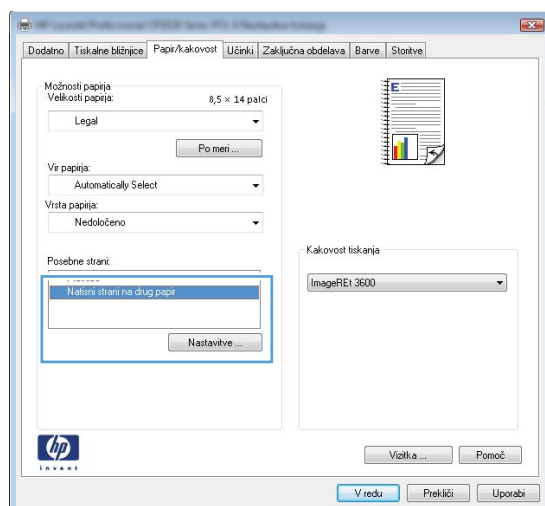 Dodatno Tiskalne bližnjice Papir/kakovost Učinki Zaključna obdelava Barve Storitve
Možnosti papirja
Velikosti papirja: 8,5 × 14 palci
Legal
Po meri ...
Vir papirja:
Automatically Select
Vrsta papirja:
Nedoločeno
Posebne strani:
Natisni strani na drug papir
Nastavitve ...
E
Kakovost tiskanja
ImageREt 3600
hp
invent
Vizitka ... Pomoč
V redu Prekliči Uporabi